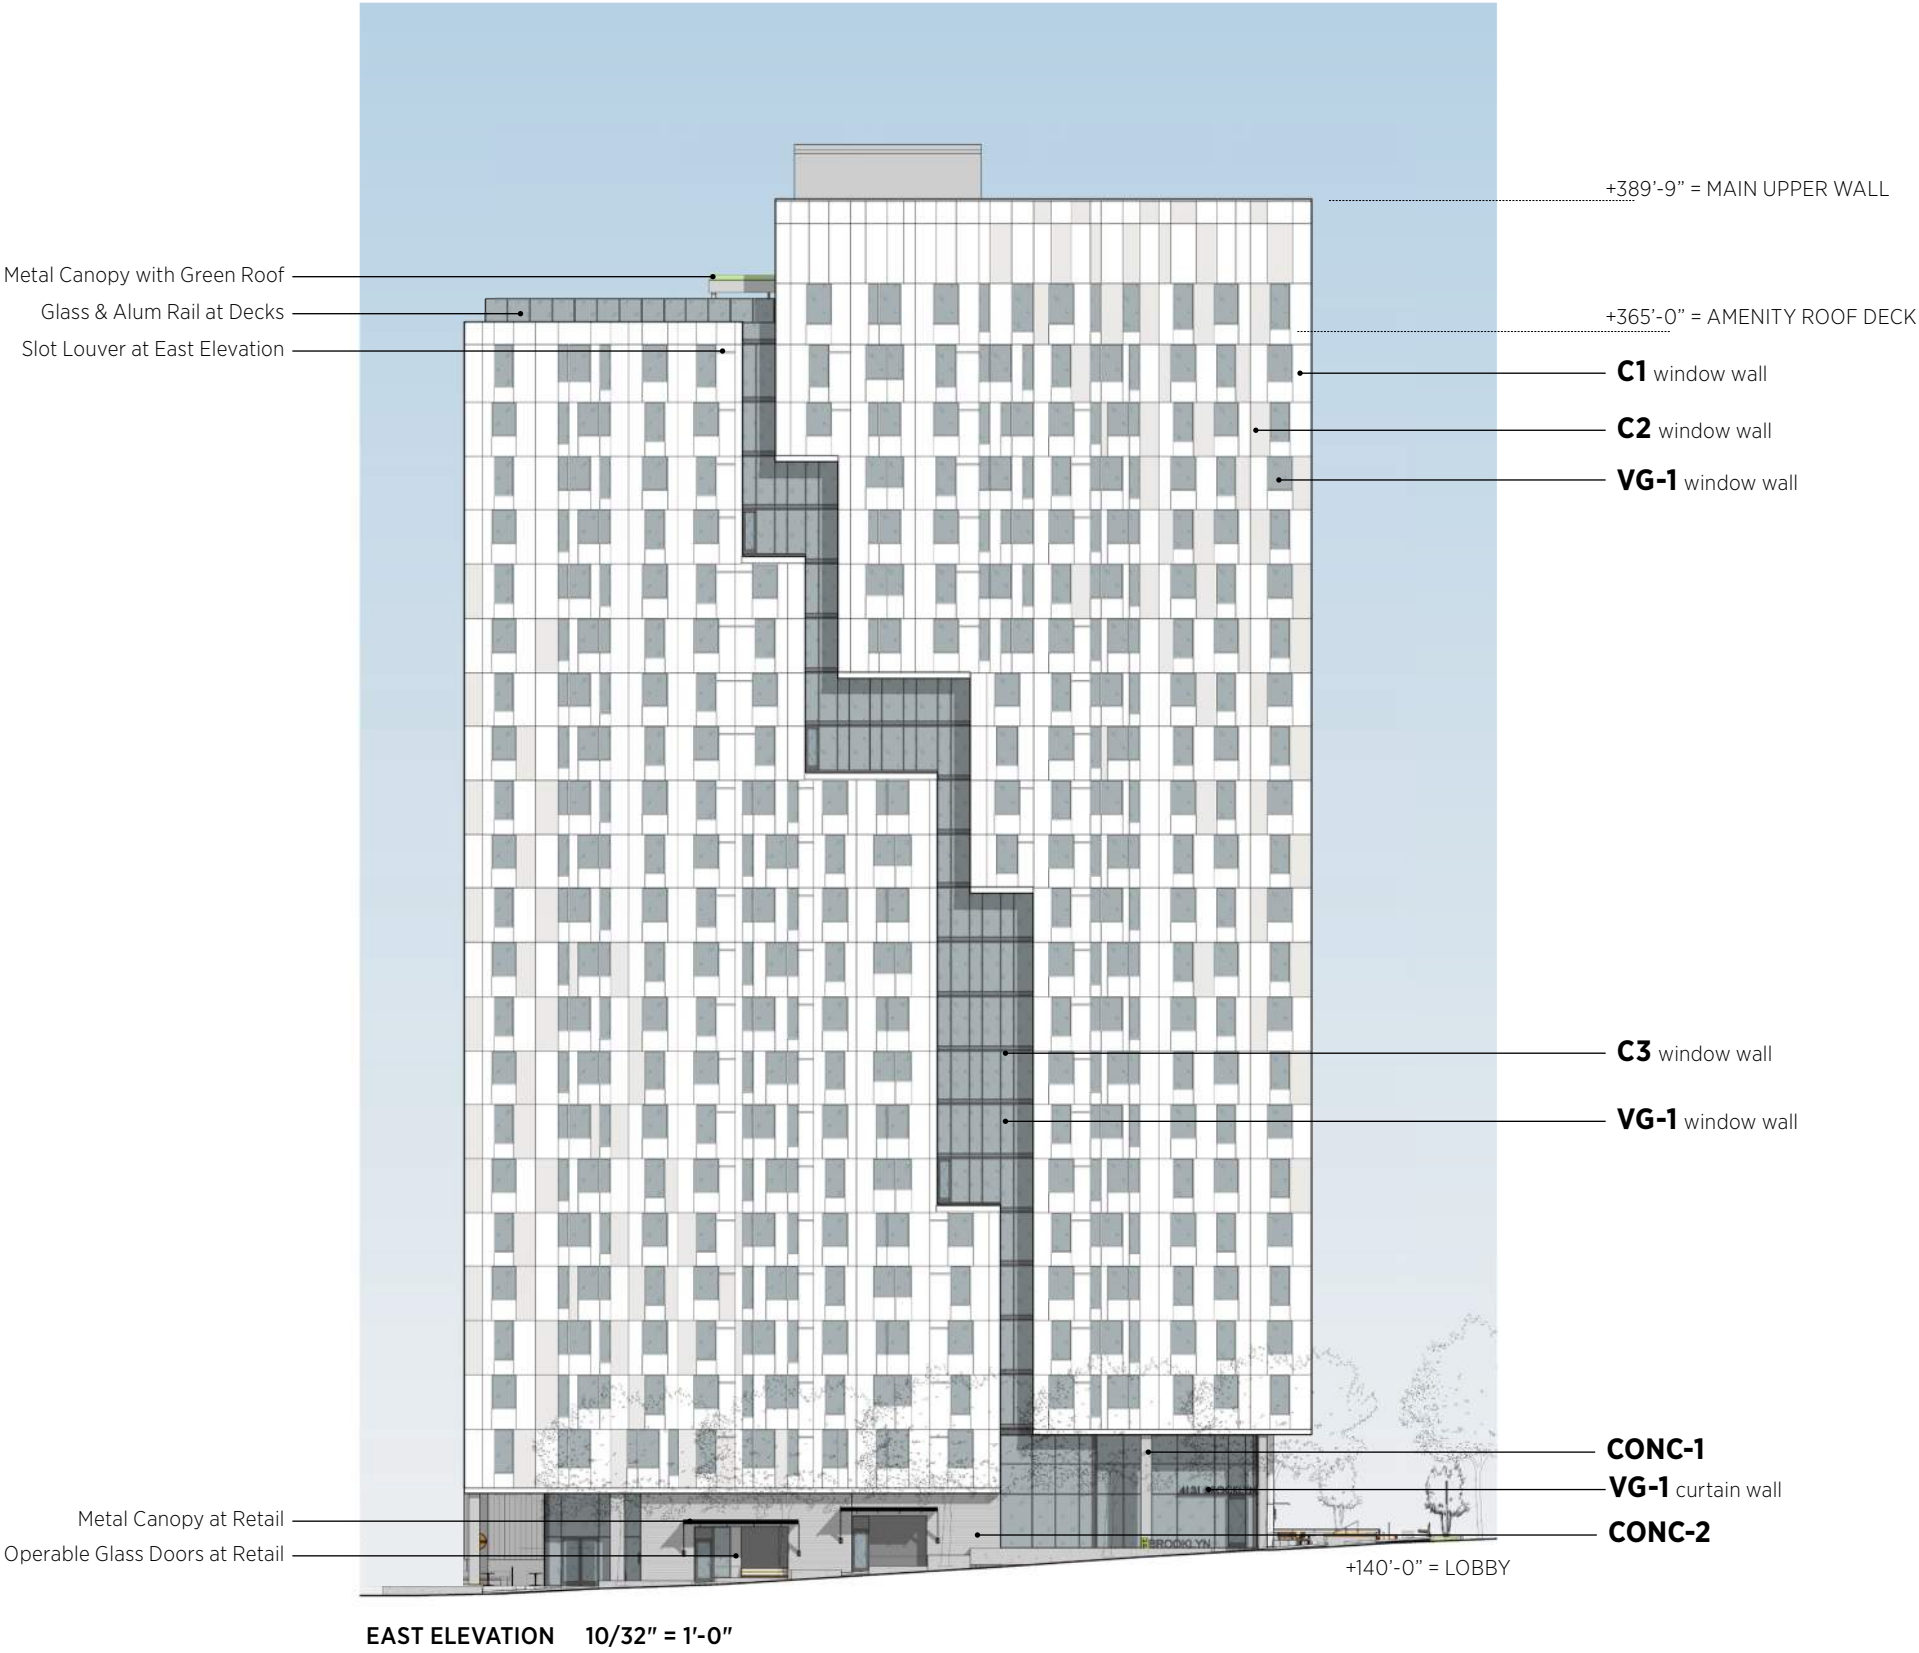 +389'-9” = MAIN UPPER WALL
Metal Canopy with Green Roof
Glass & Alum Rail at Decks
+365'-0” = AMENITY ROOF DECK
Slot Louver at East Elevation
C1 window wall
C2 window wall
VG-1 window wall
C3 window wall
VG-1 window wall
CONC-1
VG-1 curtain wall
Metal Canopy at Retail
CONC-2
BROOKLYN
Operable Glass Doors at Retail
+140'-0” = LOBBY
EAST ELEVATION 10/32" = 1'-0"